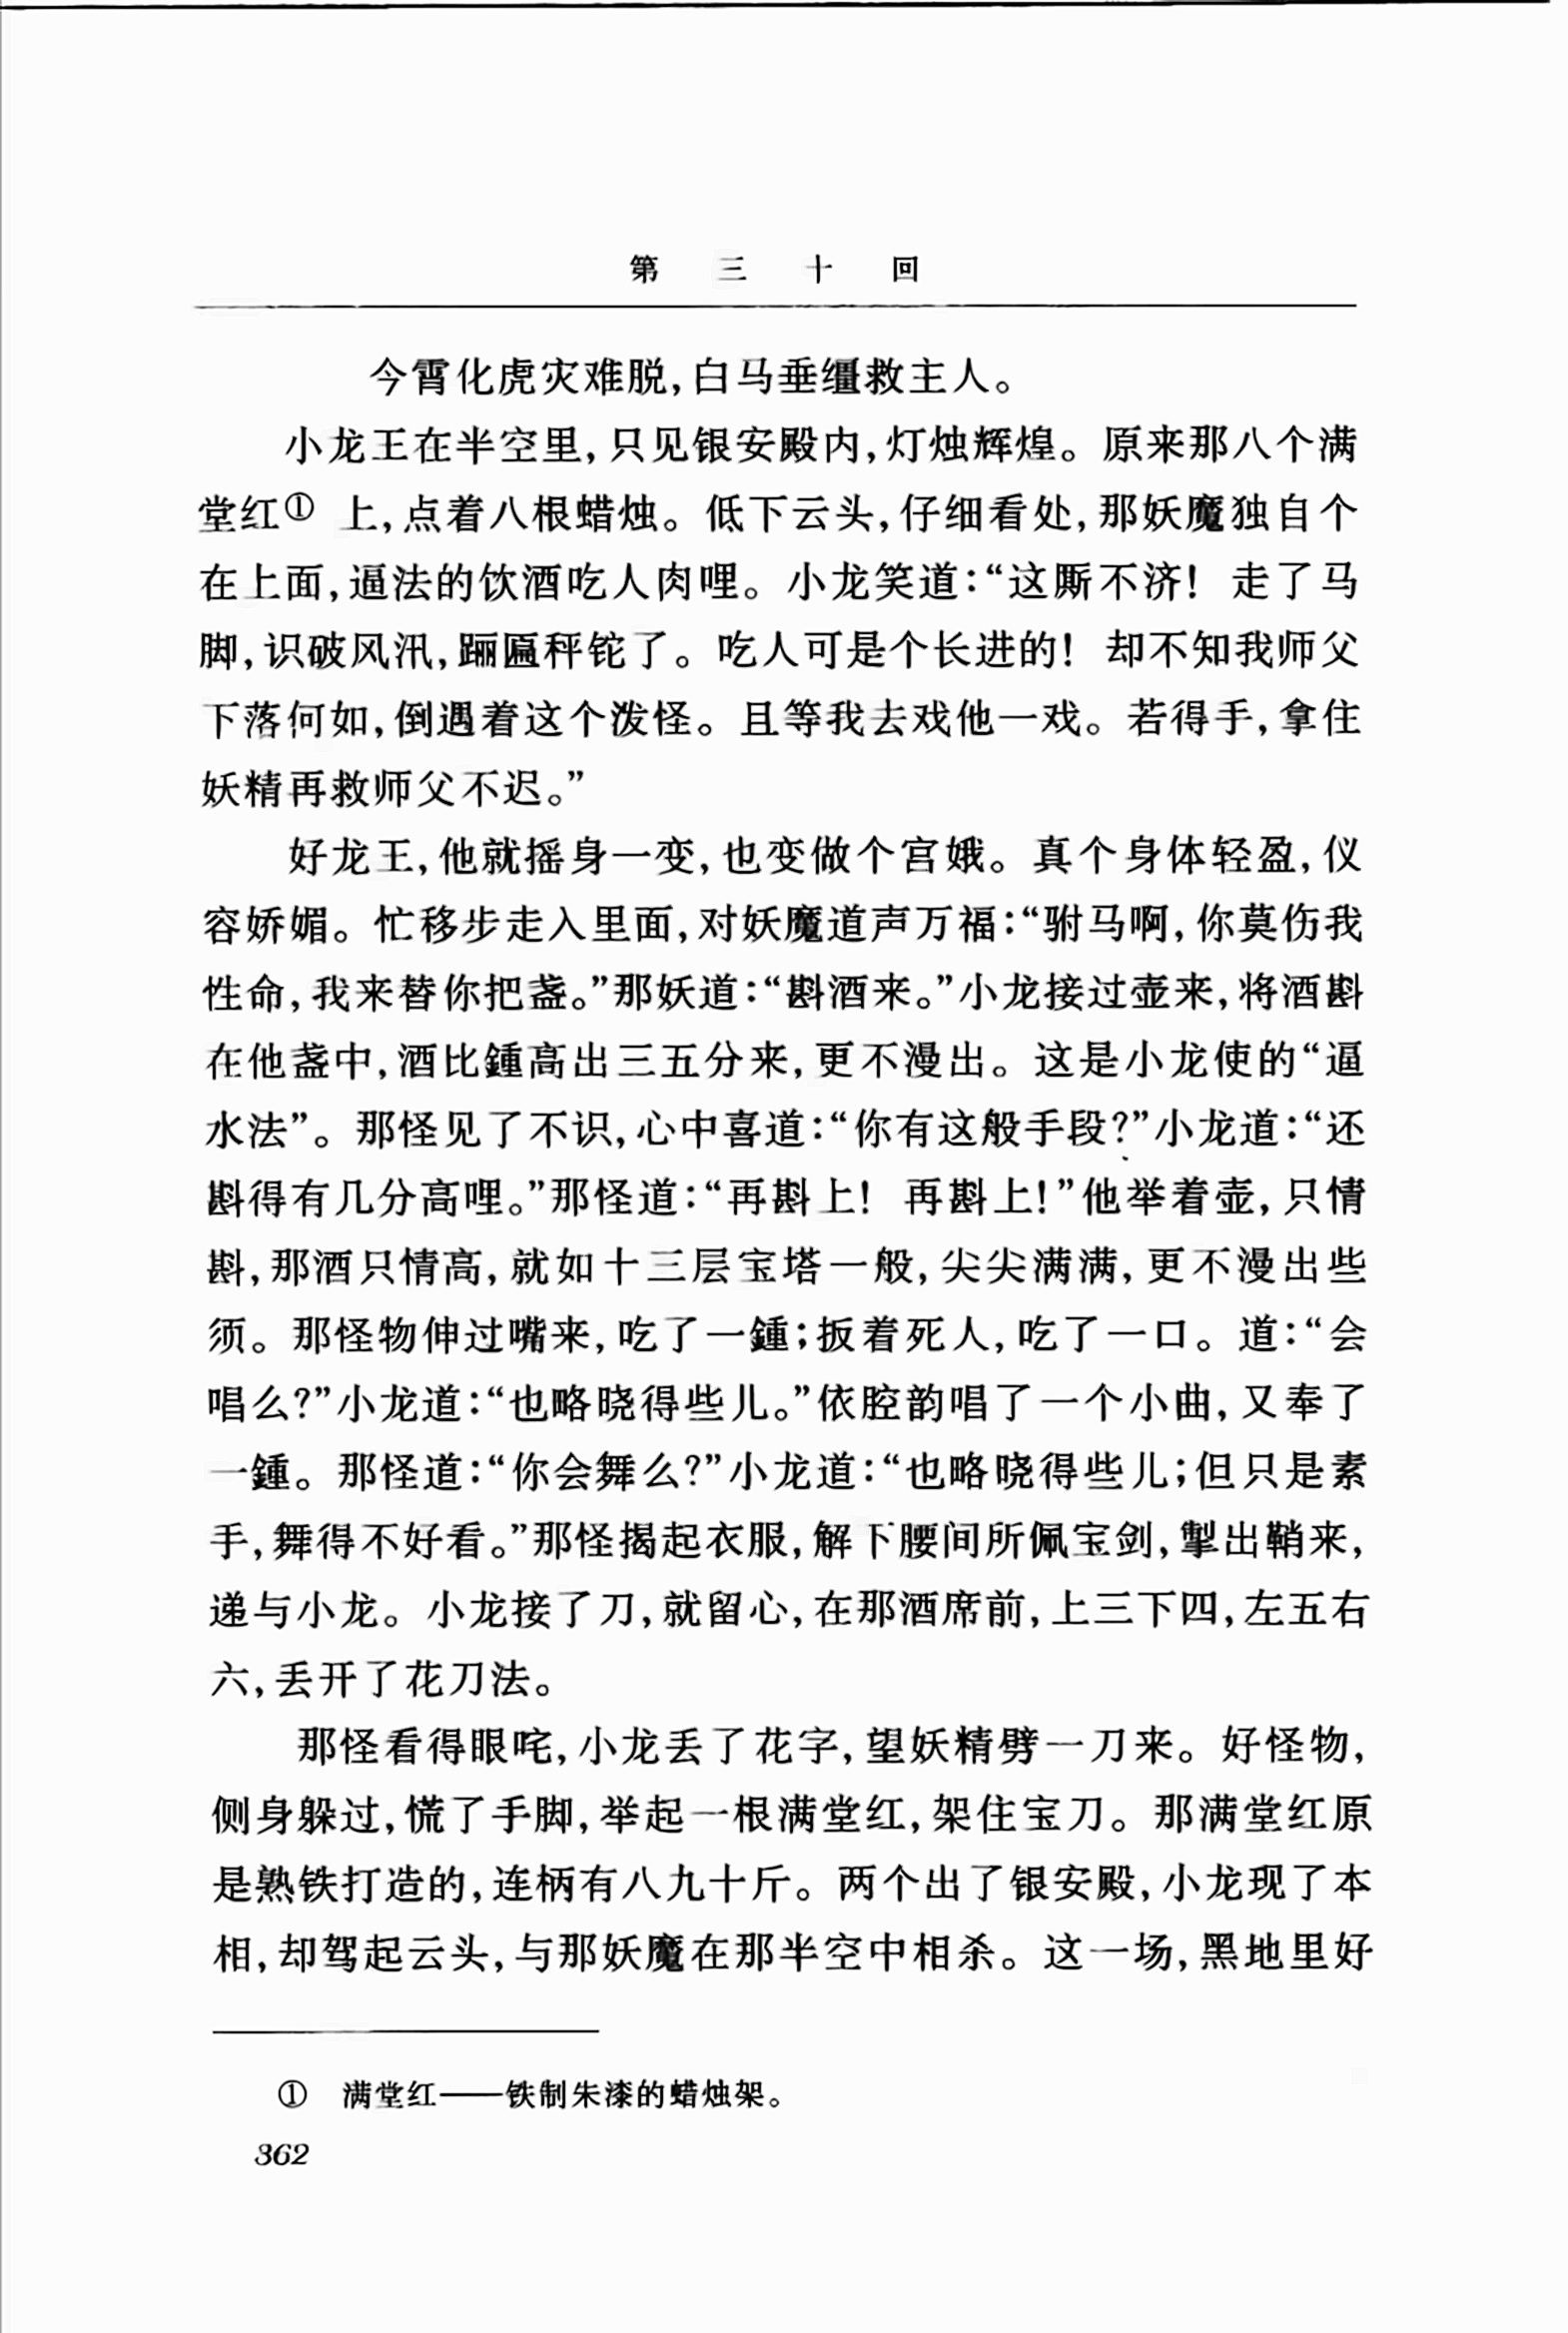 第三十回
今霄化虎灾难脱,白马垂缰救主人。
小龙王在半空里,只见银安殿内,灯烛辉煌。原来那八个满
堂红① 上,点着八根蜡烛。低下云头,仔细看处,那妖魔独自个
在上面,逼法的饮酒吃人肉哩。小龙笑道:“这厮不济! 走了马
脚,识破风汛,跚匾秤铊了。吃人可是个长进的! 却不知我师父
下落何如,倒遇着这个泼怪。且等我去戏他一戏。若得手,拿住
妖精再救师父不迟。”
好龙王,他就摇身一变,也变做个宫娥。真个身体轻盈,仪
容娇媚。忙移步走入里面,对妖魔道声万福:“驸马啊,你莫伤我
性命,我来替你把盏。”那妖道:“斟酒来。”小龙接过壶来,将酒斟
在他盏中,酒比鍾高出三五分来,更不漫出。这是小龙使的“逼
水法”。那怪见了不识,心中喜道:“你有这般手段?”小龙道:“还
斟得有几分高哩。”那怪道:“再斟上! 再斟上!”他举着壶,只情
斟,那酒只情高,就如十三层宝塔一般,尖尖满满,更不漫出些
须。那怪物伸过嘴来,吃了一鍾;扳着死人,吃了一口。道:“会
唱么?”小龙道:“也略晓得些儿。”依腔韵唱了一个小曲,又奉了
一鍾。那怪道:“你会舞么?”小龙道:“也略晓得些儿;但只是素
手,舞得不好看。”那怪揭起衣服,解下腰间所佩宝剑,掣出鞘来,
递与小龙。小龙接了刀,就留心,在那酒席前,上三下四,左五右
六,丢开了花刀法。
那怪看得眼咤,小龙丢了花字,望妖精劈一刀来。好怪物,
侧身躲过,慌了手脚,举起一根满堂红,架住宝刀。那满堂红原
是熟铁打造的,连柄有八九十斤。两个出了银安殿,小龙现了本
相,却驾起云头,与那妖魔在那半空中相杀。这一场,黑地里好
① 满堂红——铁制朱漆的蜡烛架。
362